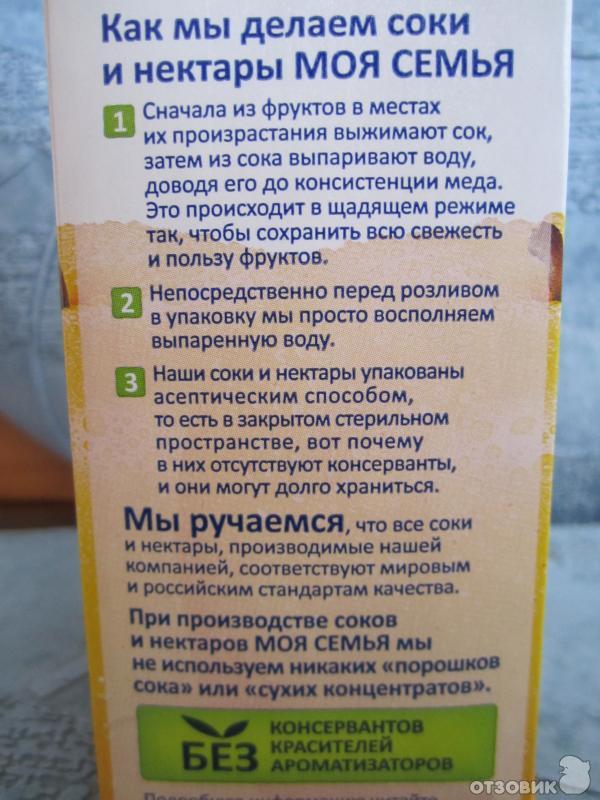 Как мы делаем соки
и нектары МОЯ СЕМЬЯ
1 Сначала из фруктов в местах
их произрастания выжимают сок,
затем из сока выпаривают воду,
доводя его до консистенции меда.
Это происходит в щадящем режиме
так, чтобы сохранить всю свежесть
и пользу фруктов.
2 Непосредственно перед розливом
в упаковку мы просто восполняем
выпаренную воду.
3 Наши соки и нектары упакованы
асептическим способом,
то есть в закрытом стерильном
пространстве, вот почему
в них отсутствуют консерванты,
и они могут долго храниться.
Мы ручаемся, что все соки
и нектары, производимые нашей
компанией, соответствуют мировым
и российским стандартам качества.
При производстве соков
и нектаров МОЯ СЕМЬЯ мы
не используем никаких «порошков
сока» или «сухих концентратов».
БЕЗ
КОНСЕРВАНТОВ
КРАСИТЕЛЕЙ
АРОМАТИЗАТОРОВ
информацию читайте
ОТЗОВИК